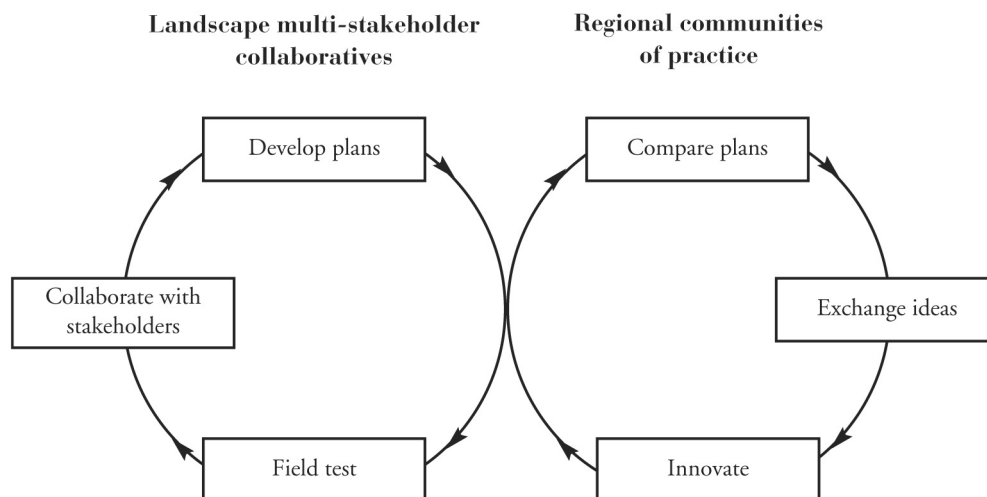 Landscape multi-stakeholder
collaboratives
Regional communities
of practice
Develop plans
Compare plans
Collaborate with
stakeholders
Exchange ideas
Field test
Innovate